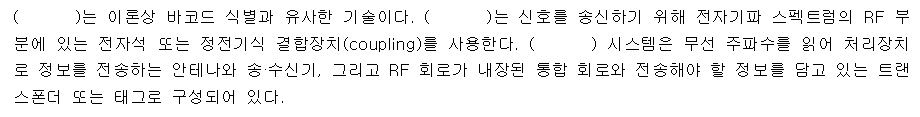 (      )는 이론상 바코드 식별과 유사한 기술이다. (      )는 신호를 송신하기 위해 전자기파 스펙트럼의 RF 부
분에 있는 전자석 또는 정전기식 결합장치(coupling)를 사용한다. (      ) 시스템은 무선 주파수를 읽어 처리장치
로 정보를 전송하는 안테나와 송·수신기, 그리고 RF 회로가 내장된 통합 회로와 전송해야 할 정보를 담고 있는 트랜
스폰더 또는 태그로 구성되어 있다.